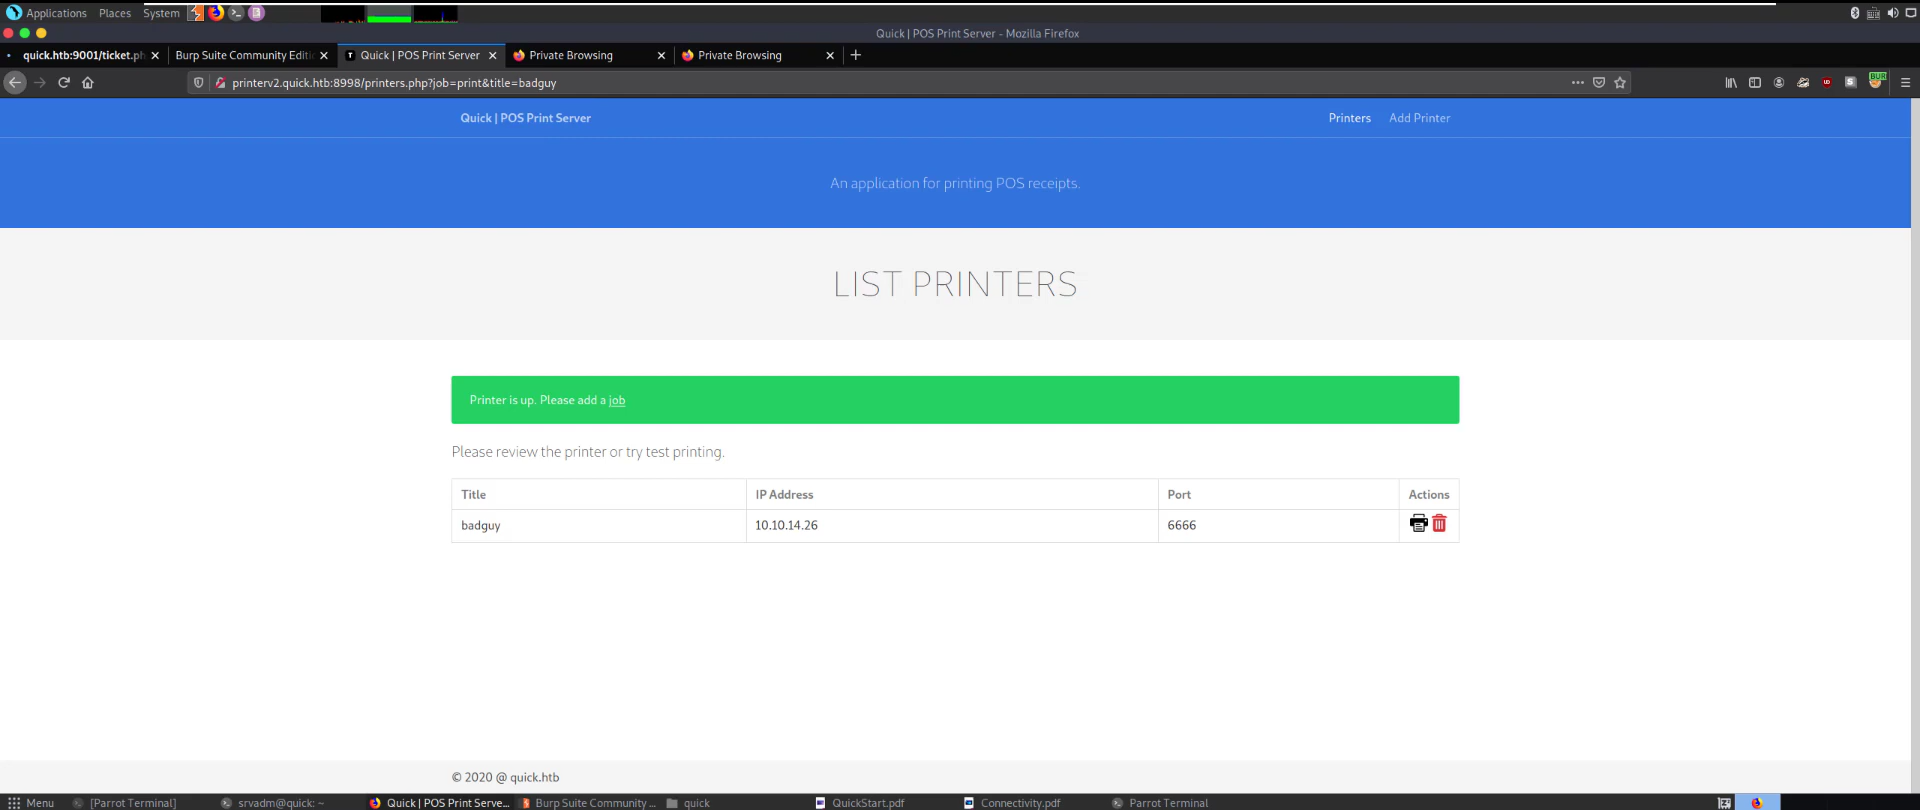 Applications Places System
Quick | POS Print Server - Mozilla Firefox
quick.htb:9001/ticket.ph Burp Suite Community Editi Quick | POS Print Server Private Browsing Private Browsing
printerv2.quick.htb:8998/printers.php?job=print&title=badguy
BUR
Quick | POS Print Server Printers Add Printer
An application for printing POS receipts.
LIST PRINTERS
Printer is up. Please add a job
Please review the printer or try test printing.
Title IP Address Port Actions
badguy 10.10.14.26 6666
© 2020 @ quick.htb
Menu [Parrot Terminal] srvadm@quick: ~ Quick | POS Print Serve... Burp Suite Community ... quick QuickStart.pdf Connectivity.pdf Parrot Terminal